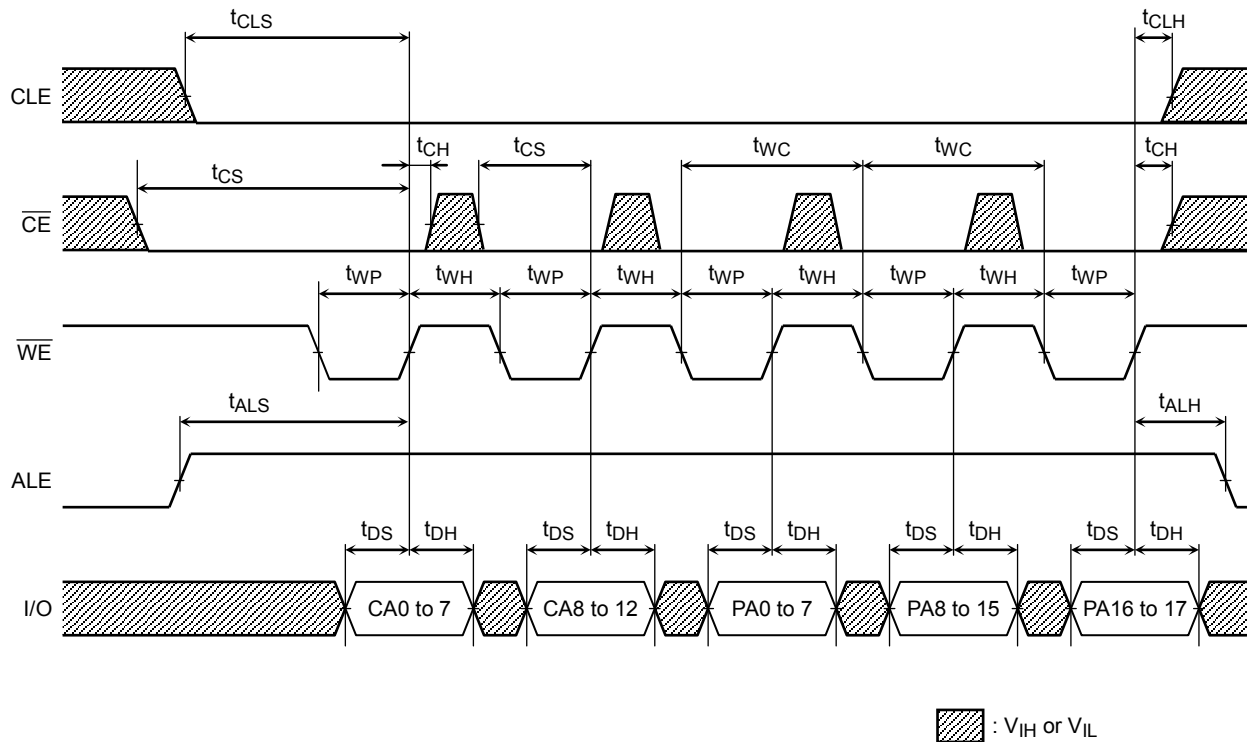 tCLS tCLH
CLE
tCH tCS tWC tWC tCH
tCS
CE
tWP tWH tWP tWH tWP tWH tWP tWH tWP
WE
tALS tALH
ALE
tDS tDH tDS tDH tDS tDH tDS tDH tDS tDH
I/O CA0 to 7 CA8 to 12 PA0 to 7 PA8 to 15 PA16 to 17
: VIH or VIL